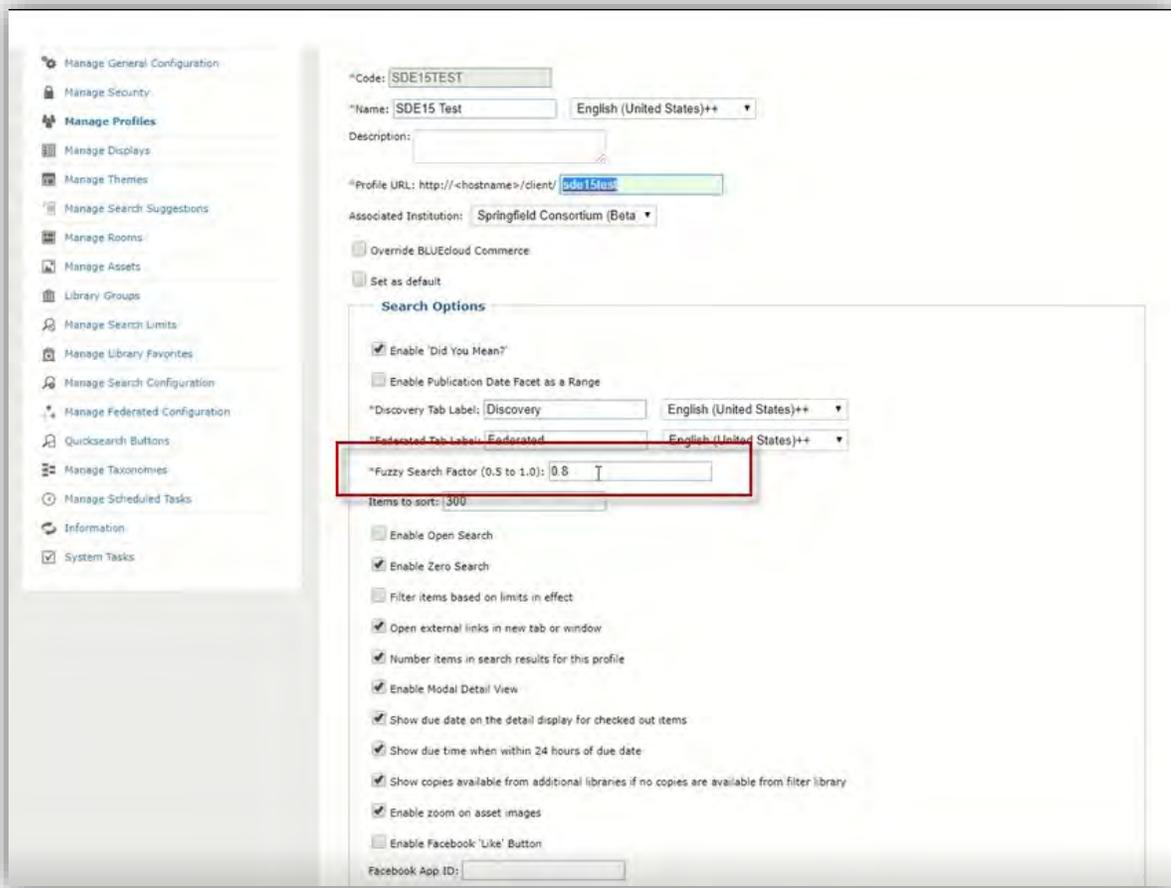 Manage General Configuration
Manage Security
Manage Profiles
Manage Displays
Manage Themes
Manage Search Suggestions
Manage Rooms
Manage Assets
Library Groups
Manage Search Limits
Manage Library Favorites
Manage Search Configuration
Manage Federated Configuration
Quicksearch Buttons
Manage Taxonomies
Manage Scheduled Tasks
Information
System Tasks
*Code: SDE15TEST
*Name: SDE15 Test English (United States)++
Description:
*Profile URL: http://<hostname>/client/ sde15test
Associated Institution: Springfield Consortium (Beta
Override BLUEcloud Commerce
Set as default
Search Options
Enable 'Did You Mean?'
Enable Publication Date Facet as a Range
*Discovery Tab Label: Discovery English (United States)++
*Federated Tab Label: Federated English (United States)++
*Fuzzy Search Factor (0.5 to 1.0): 0.8
Items to sort: 300
Enable Open Search
Enable Zero Search
Filter items based on limits in effect
Open external links in new tab or window
Number items in search results for this profile
Enable Modal Detail View
Show due date on the detail display for checked out items
Show due time when within 24 hours of due date
Show copies available from additional libraries if no copies are available from filter library
Enable zoom on asset images
Enable Facebook 'Like' Button
Facebook App ID: